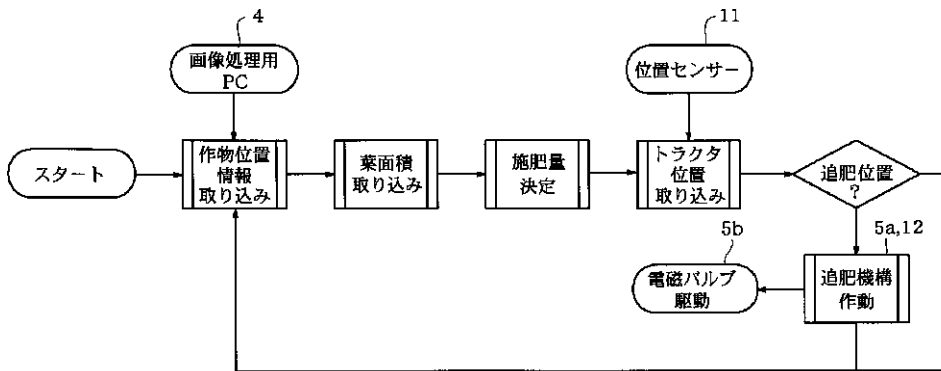 4
画像処理用
PC
11
位置センサー
スタート
作物位置
情報
取り込み
葉面積
取り込み
施肥量
決定
トラクタ
位置
取り込み
追肥位置
?
5b
電磁バルブ
駆動
5a,12
追肥機構
作動